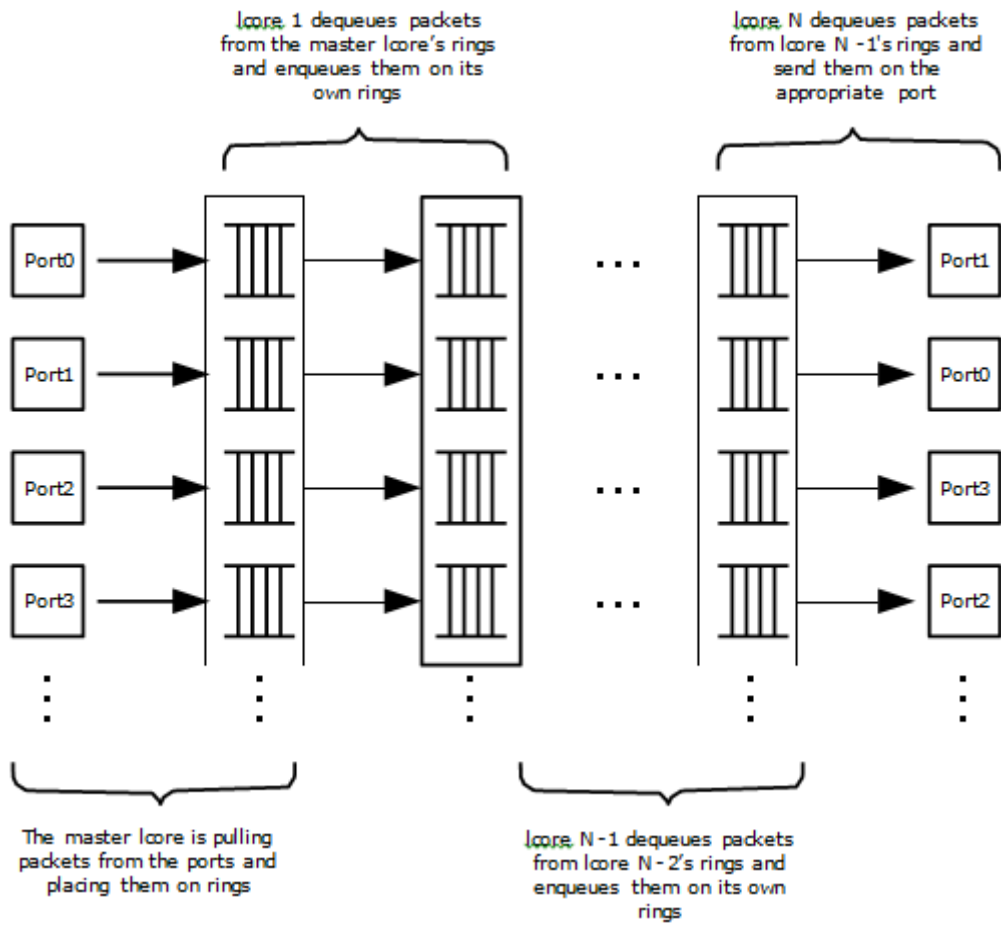 lcore 1 dequeues packets
from the master lcore's rings
and enqueues them on its
own rings
lcore N dequeues packets
from lcore N -1's rings and
send them on the
appropriate port
Port0
Port1
Port1
Port0
Port2
Port3
Port3
Port2
The master lcore is pulling
packets from the ports and
placing them on rings
lcore N -1 dequeues packets
from lcore N - 2's rings and
enqueues them on its own
rings